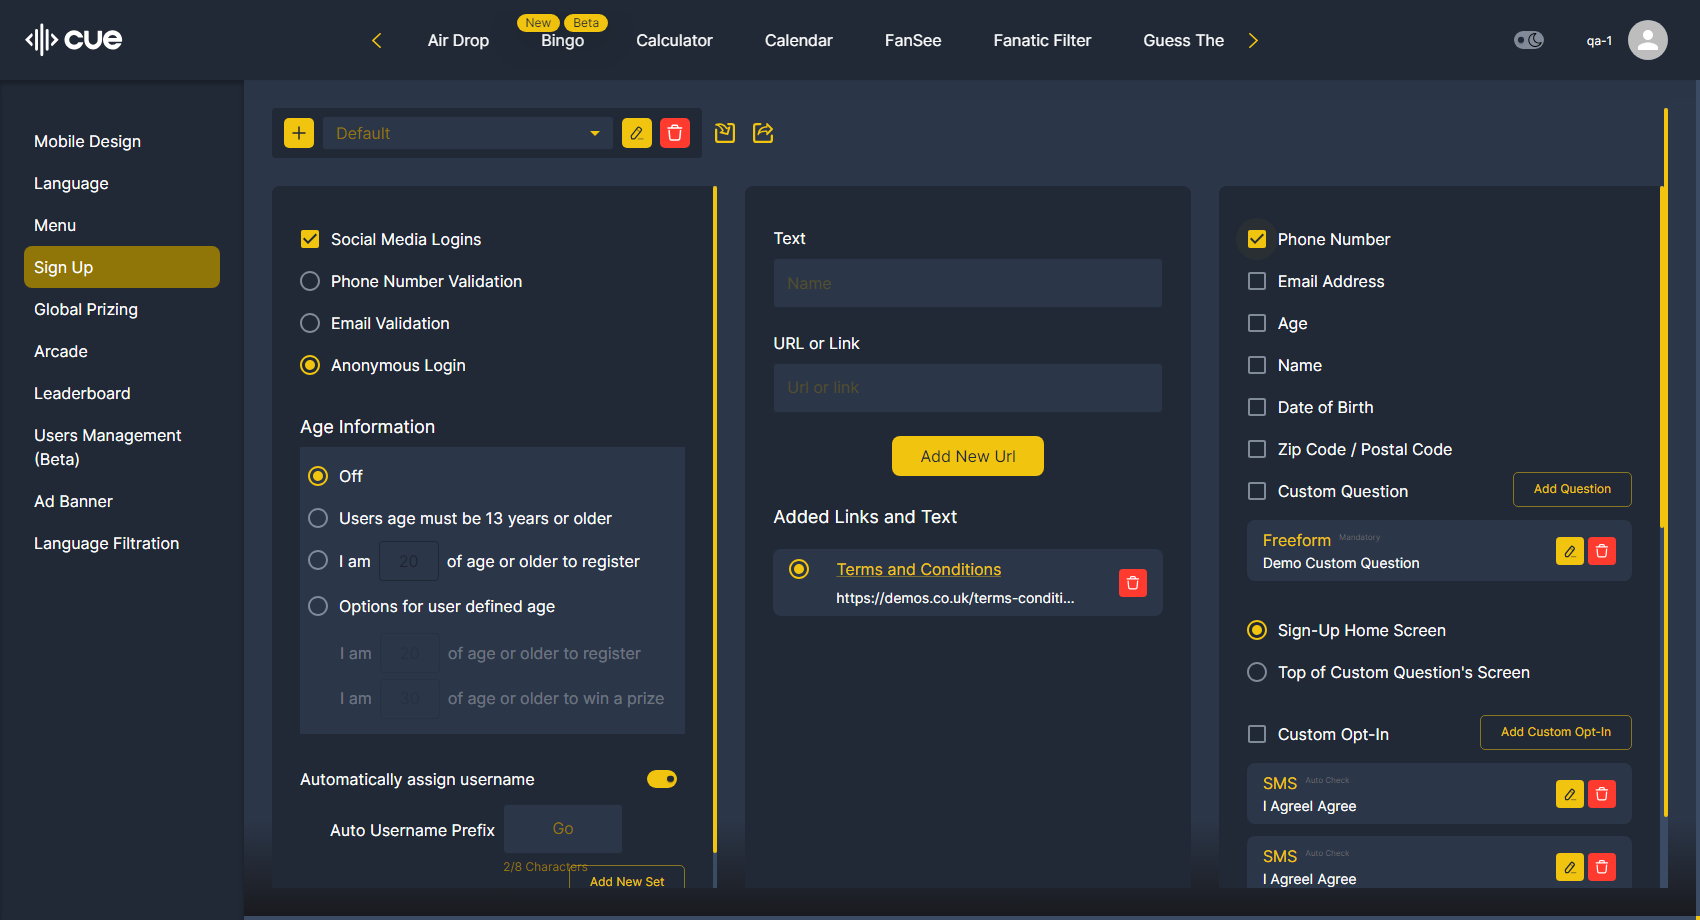 cue
Air Drop
New
Beta
Bingo
Calculator
Calendar
FanSee
Fanatic Filter
Guess The
qa-1
Mobile Design
Language
Menu
Sign Up
Global Prizing
Arcade
Leaderboard
Users Management
(Beta)
Ad Banner
Language Filtration
Default
Social Media Logins
Phone Number Validation
Email Validation
Anonymous Login
Age Information
Off
Users age must be 13 years or older
I am 20 of age or older to register
Options for user defined age
I am 20 of age or older to register
I am 30 of age or older to win a prize
Automatically assign username
Auto Username Prefix Go
2/8 Characters
Add New Set
Text
Name
URL or Link
Url or link
Add New Url
Added Links and Text
Terms and Conditions
https://demos.co.uk/terms-conditi...
Phone Number
Email Address
Age
Name
Date of Birth
Zip Code / Postal Code
Custom Question Add Question
Freeform Mandatory
Demo Custom Question
Sign-Up Home Screen
Top of Custom Question's Screen
Custom Opt-In Add Custom Opt-In
SMS Auto Check
I AgreeI Agree
SMS Auto Check
I AgreeI Agree